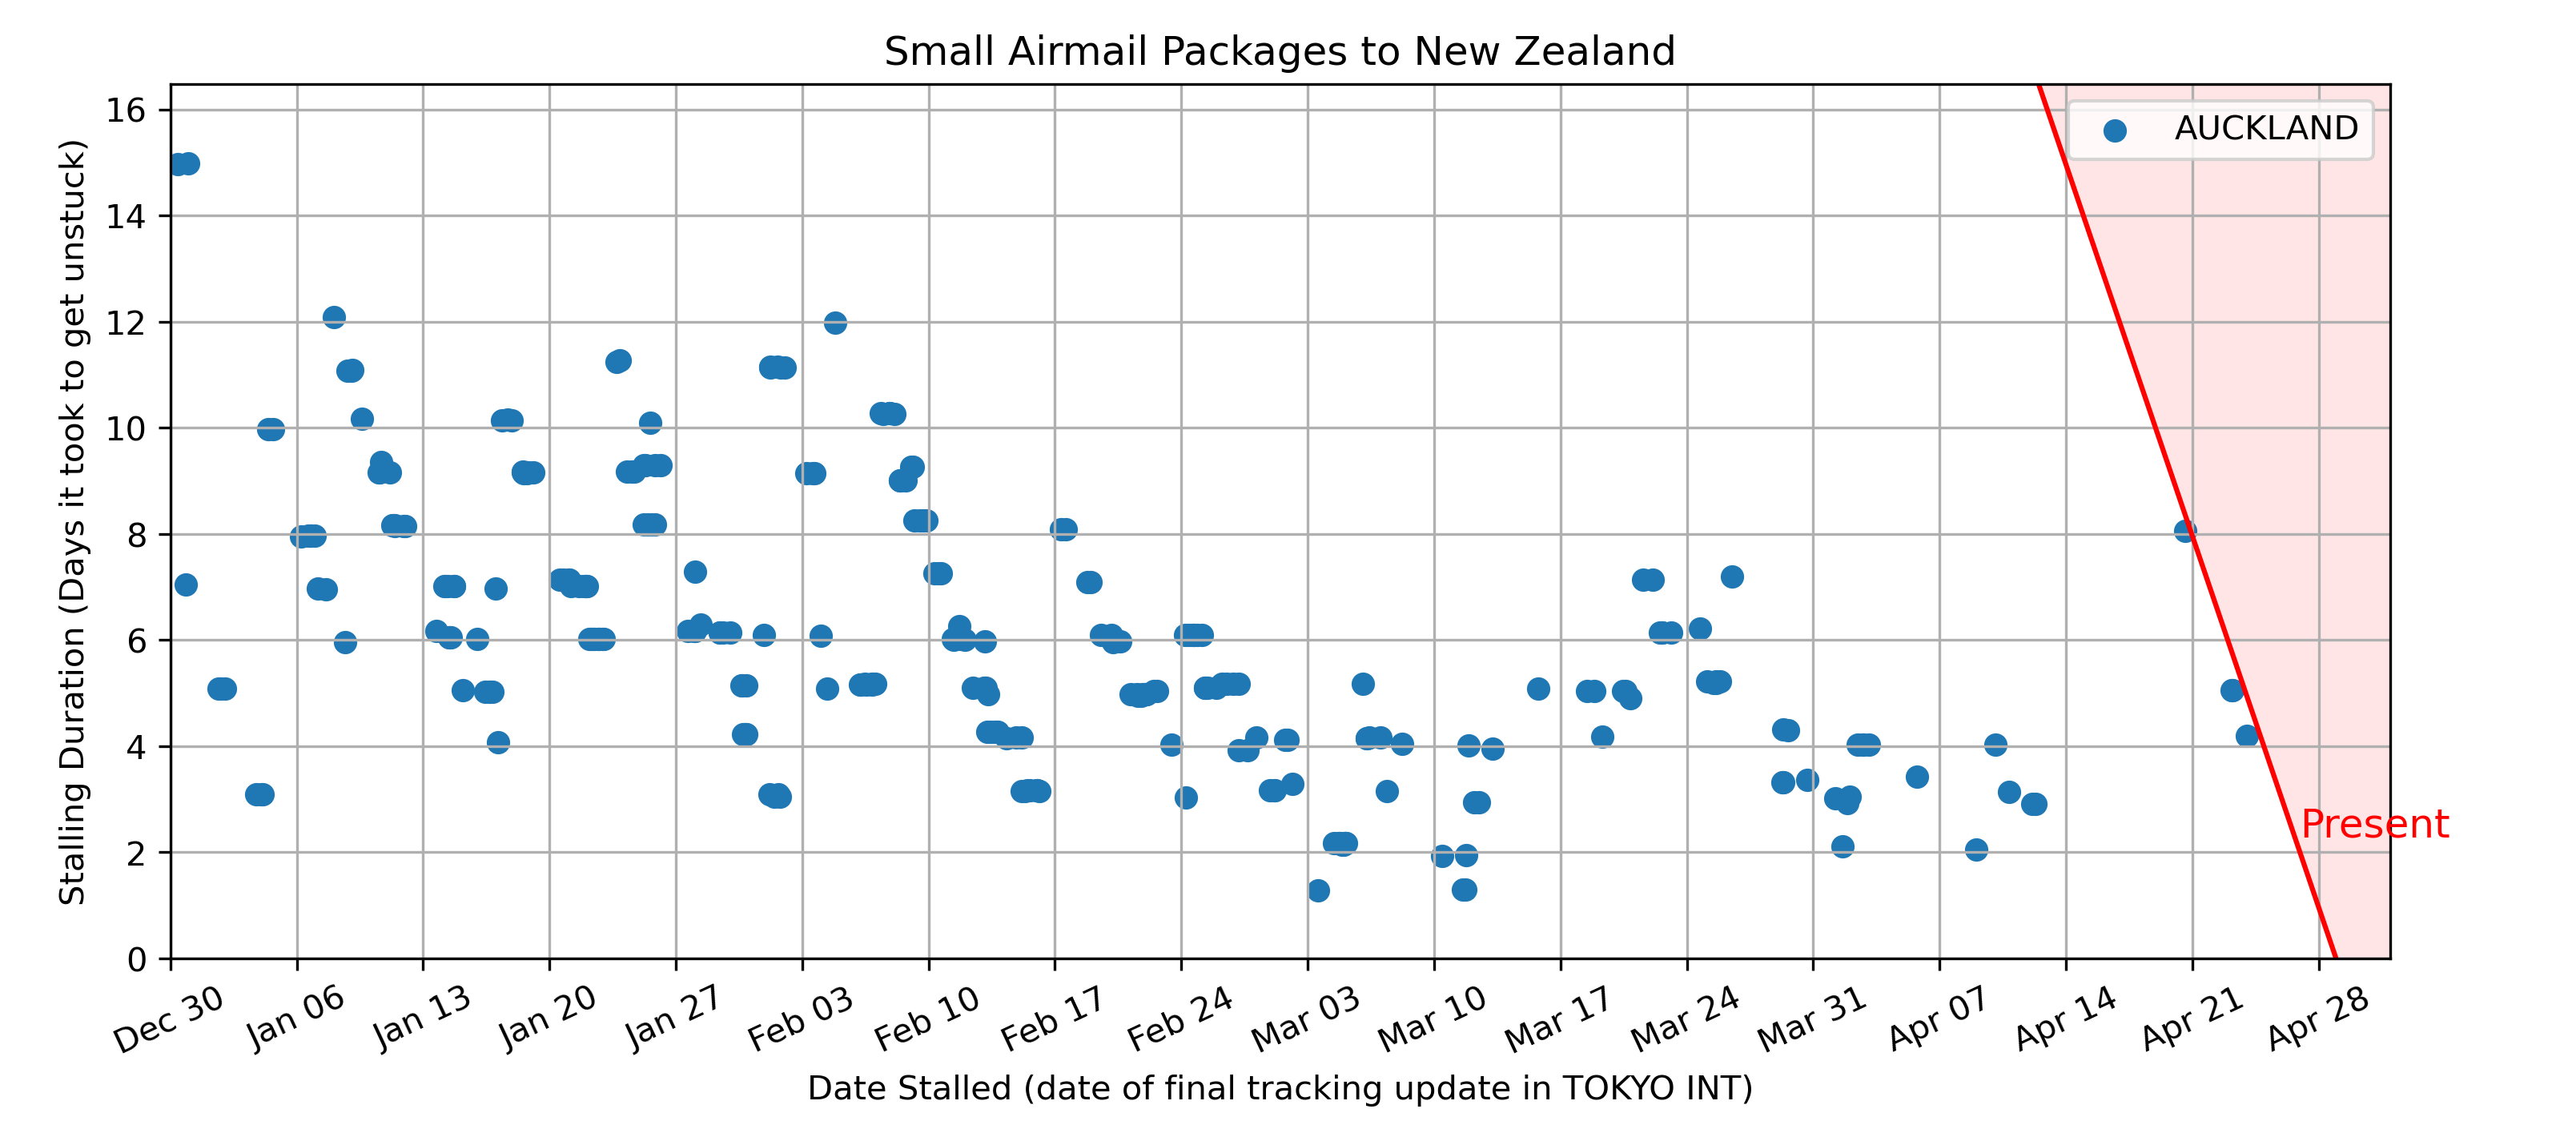 Small Airmail Packages to New Zealand
Stalling Duration (Days it took to get unstuck)
16
14
12
10
8
6
4
2
0
AUCKLAND
Present
Dec 30
Jan 06
Jan 13
Jan 20
Jan 27
Feb 03
Feb 10
Feb 17
Feb 24
Mar 03
Mar 10
Mar 17
Mar 24
Mar 31
Apr 07
Apr 14
Apr 21
Apr 28
Date Stalled (date of final tracking update in TOKYO INT)